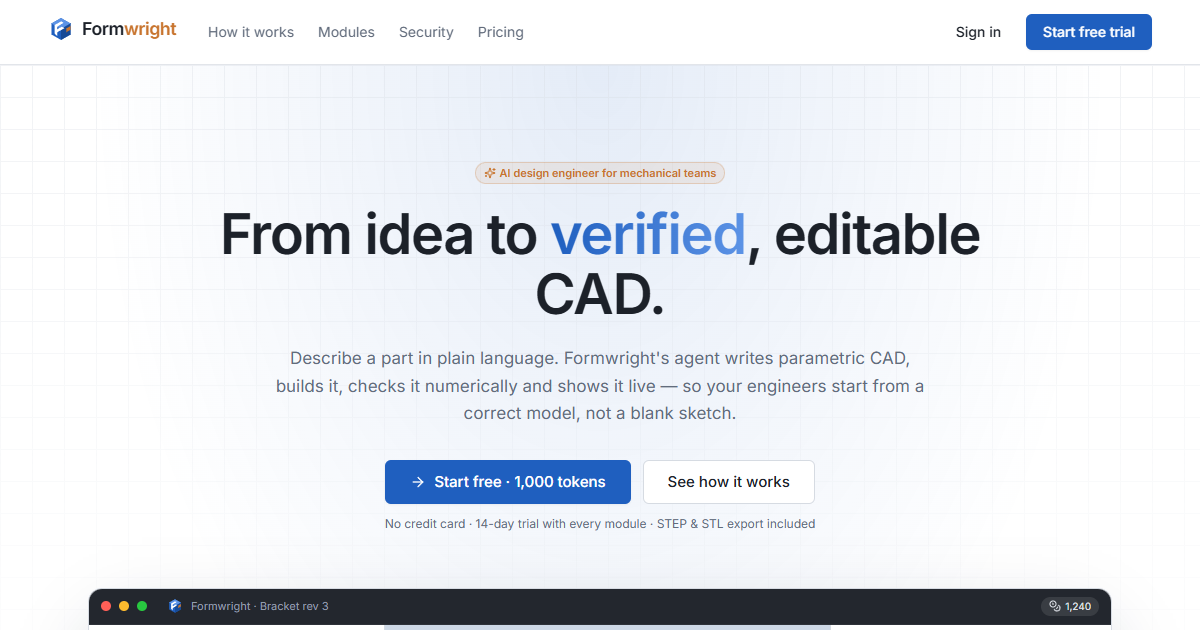 Formwright
How it works
Modules
Security
Pricing
Sign in
Start free trial
AI design engineer for mechanical teams
From idea to verified, editable
CAD.
Describe a part in plain language. Formwright's agent writes parametric CAD,
builds it, checks it numerically and shows it live — so your engineers start from a
correct model, not a blank sketch.
→ Start free · 1,000 tokens
See how it works
No credit card · 14-day trial with every module · STEP & STL export included
Formwright · Bracket rev 3
1,240